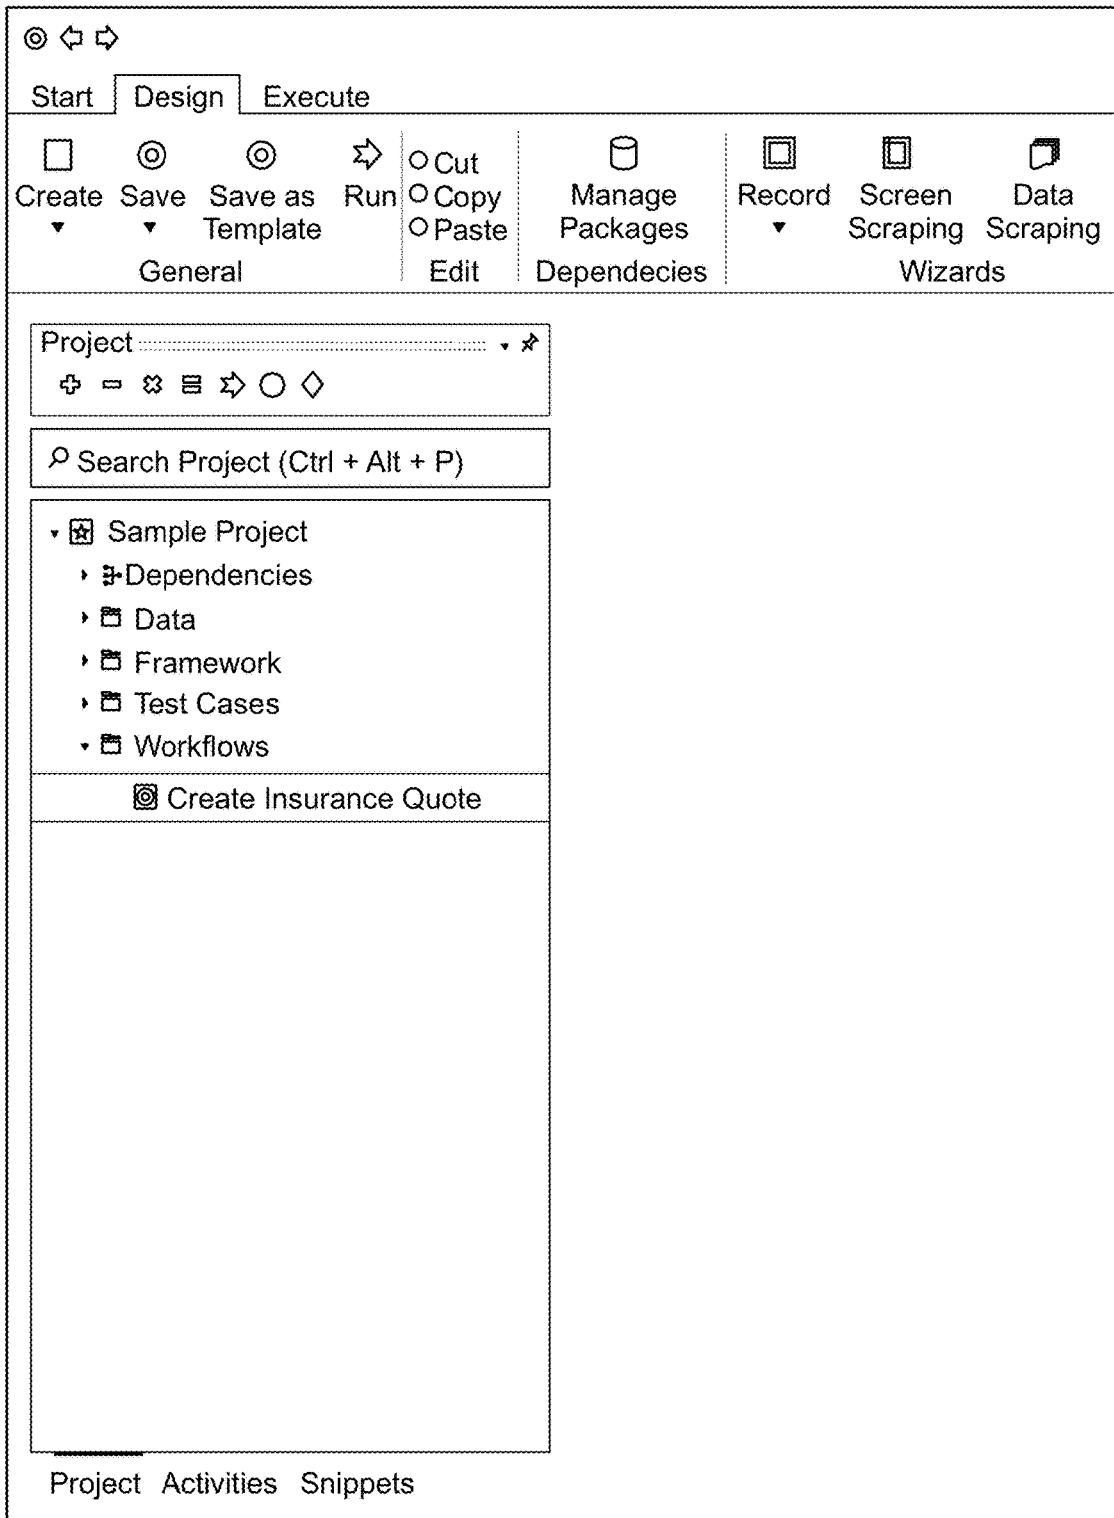 Start Design Execute
Create Save Save as Template Run
Cut
Copy
Paste
Manage Packages
Record Screen Scraping Data Scraping
General Edit Dependecies Wizards
Project
Search Project (Ctrl + Alt + P)
Sample Project
Dependencies
Data
Framework
Test Cases
Workflows
Create Insurance Quote
Project Activities Snippets